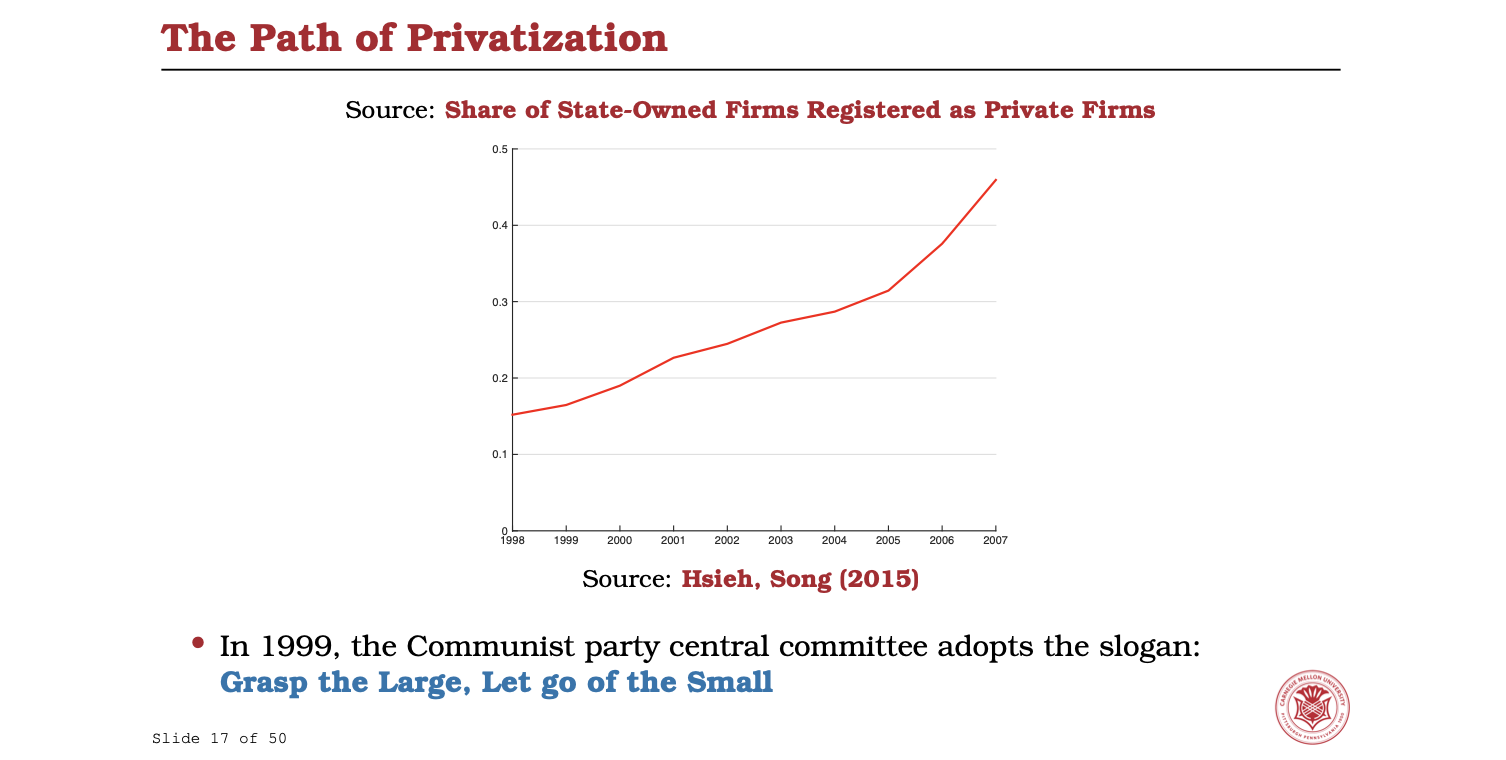 The Path of Privatization
Source: Share of State-Owned Firms Registered as Private Firms
0.5
0.4
0.3
0.2
0.1
0
1998 1999 2000 2001 2002 2003 2004 2005 2006 2007
Source: Hsieh, Song (2015)
• In 1999, the Communist party central committee adopts the slogan:
Grasp the Large, Let go of the Small
CARNEGIE MELLON UNIVERSITY
PITTSBURGH PENNSYLVANIA 1900
Slide 17 of 50